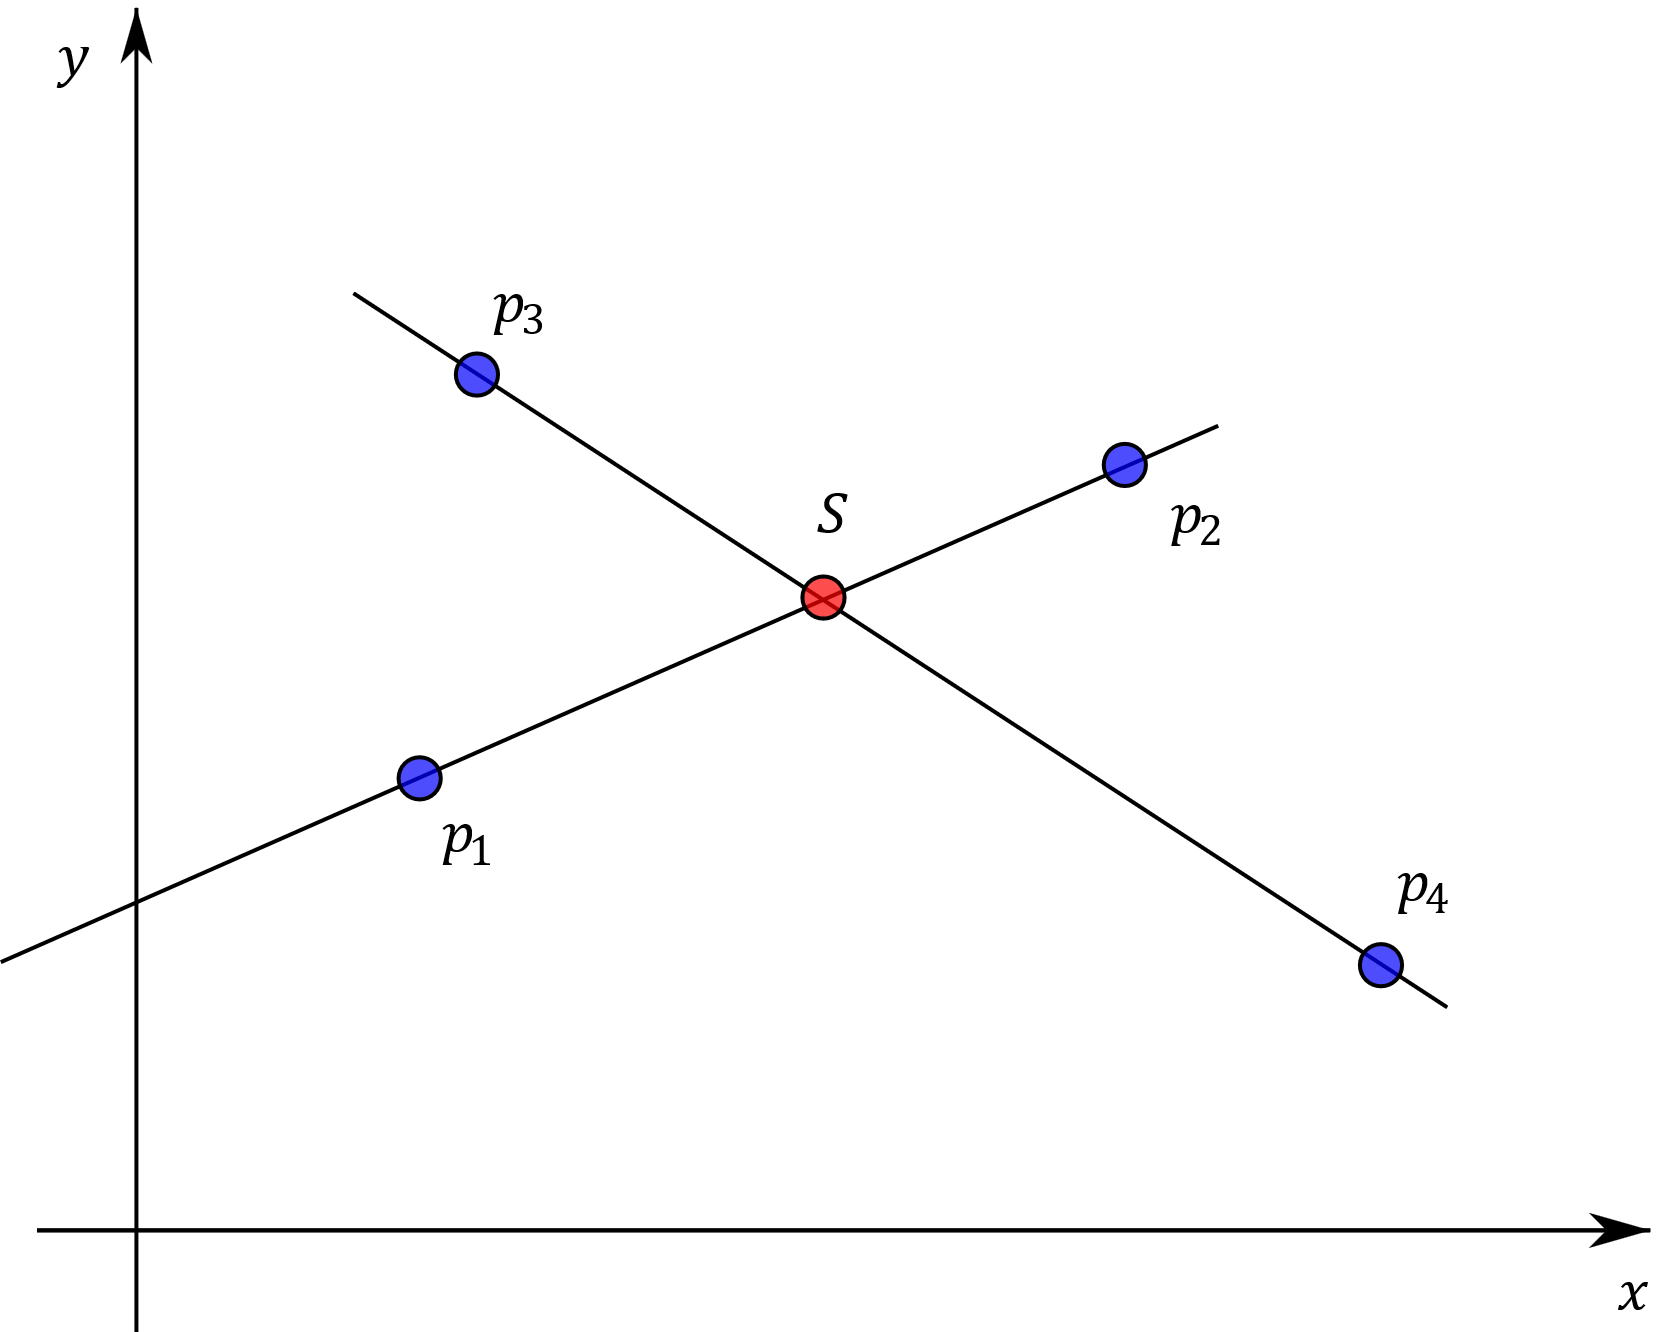 y
p₃
S
p₂
p₁
p₄
x